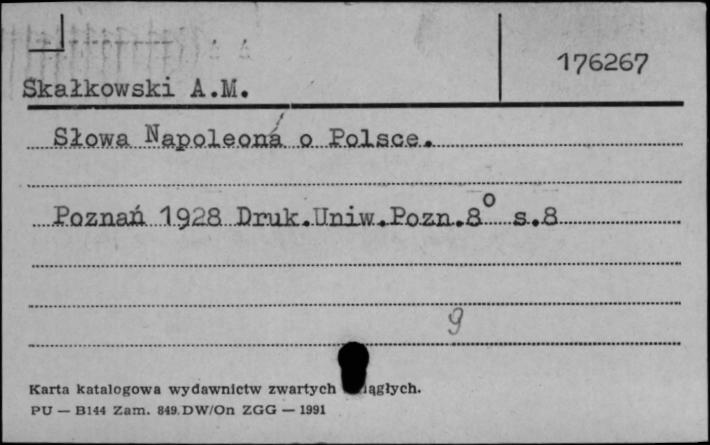 176267
Skałkowski A.M.
Słowa Napoleona o Polsce.
Poznań 1928 Druk.Uniw.Pozn.8° s.8
9
Karta katalogowa wydawnictw zwartych ągłych.
PU — B144 Zam. 849. DW/On ZGG — 1991